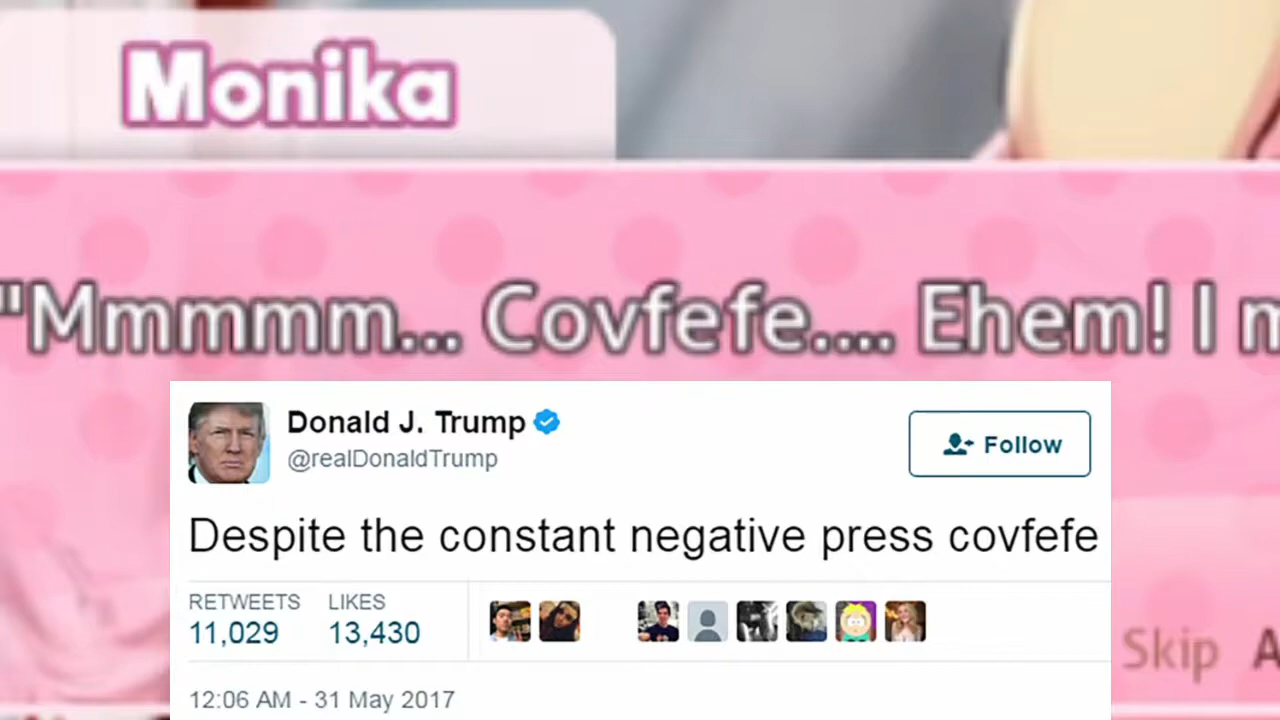 Monika
"Mmmmm... Covfefe.... Ehem! I
Donald J. Trump
Follow
@realDonaldTrump
Despite the constant negative press covfefe
RETWEETS LIKES
11,029 13,430
Skip A
12:06 AM - 31 May 2017